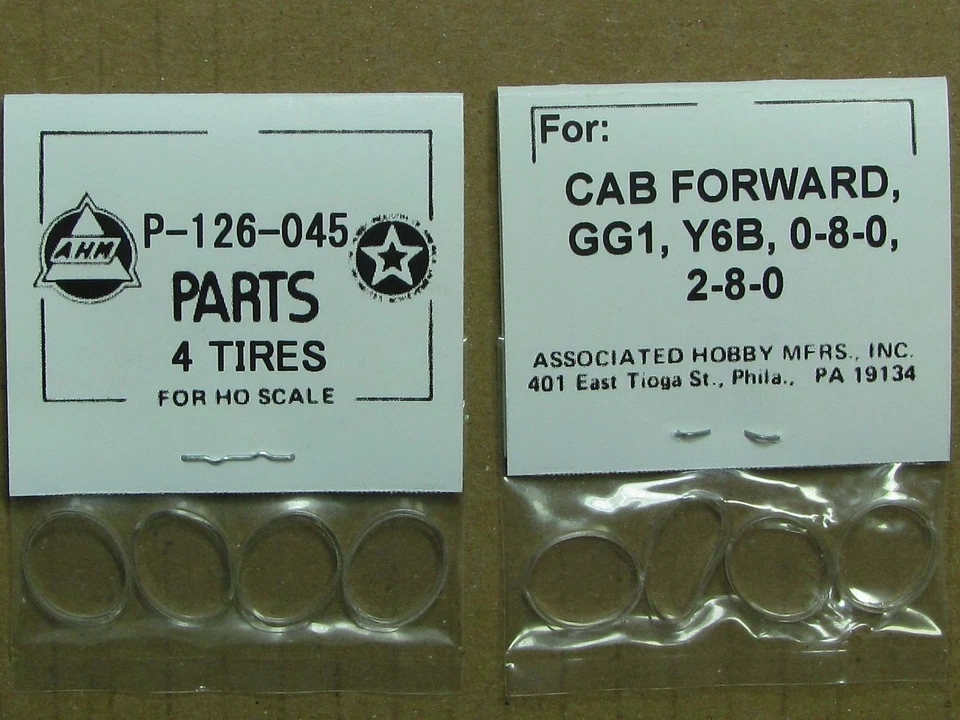 AHM
P-126-045
PARTS
4 TIRES
FOR HO SCALE
For:
CAB FORWARD,
GG1, Y6B, 0-8-0,
2-8-0
ASSOCIATED HOBBY MFRS., INC.
401 East Tioga St., Phila., PA 19134